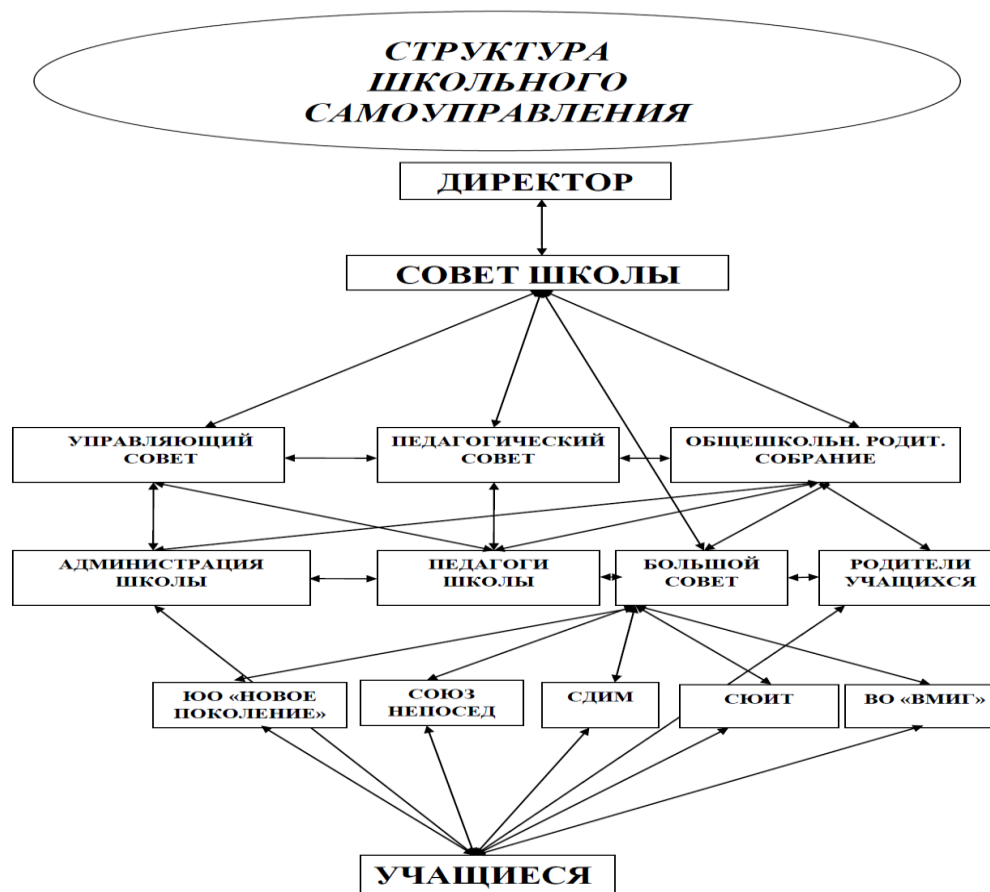 СТРУКТУРА
ШКОЛЬНОГО
САМОУПРАВЛЕНИЯ
ДИРЕКТОР
СОВЕТ ШКОЛЫ
УПРАВЛЯЮЩИЙ
СОВЕТ
ПЕДАГОГИЧЕСКИЙ
СОВЕТ
ОБЩЕШКОЛЬН. РОДИТ.
СОБРАНИЕ
АДМИНИСТРАЦИЯ
ШКОЛЫ
ПЕДАГОГИ
ШКОЛЫ
БОЛЬШОЙ
СОВЕТ
РОДИТЕЛИ
УЧАЩИХСЯ
ЮОО «НОВОЕ
ПОКОЛЕНИЕ»
СОЮЗ
НЕПОСЕД
СДИМ
СЮИТ
ВО «ВМИГ»
УЧАЩИЕСЯ